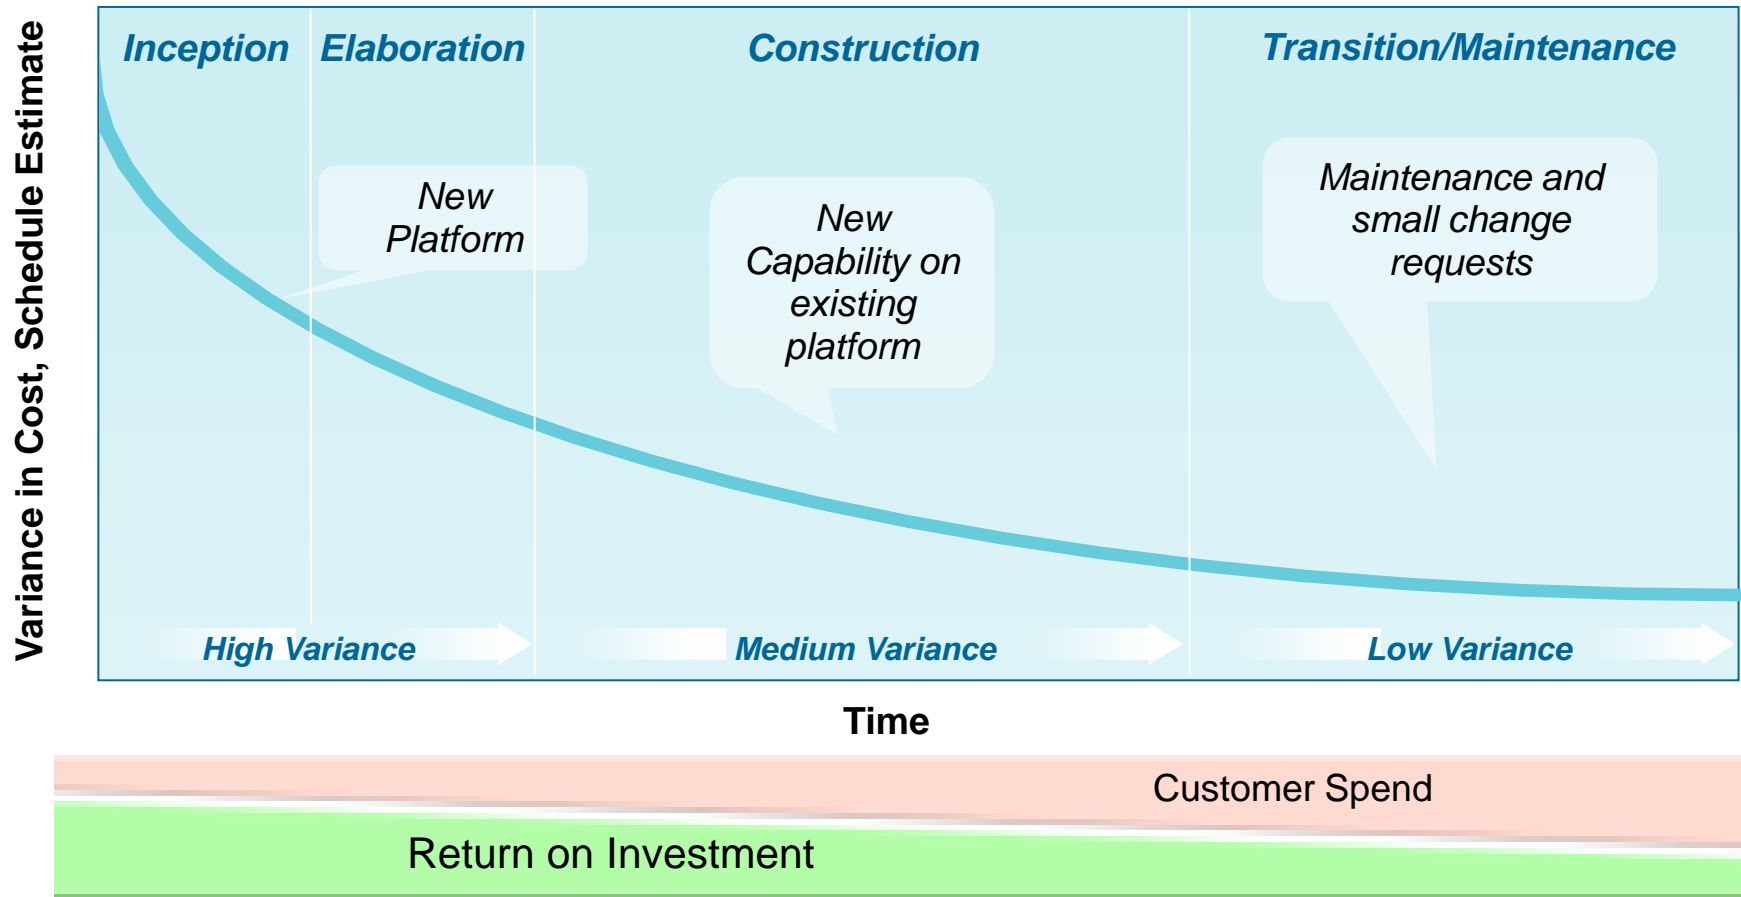 Variance in Cost, Schedule Estimate
Inception
Elaboration
Construction
Transition/Maintenance
New
Platform
New
Capability on
existing
platform
Maintenance and
small change
requests
High Variance
Medium Variance
Low Variance
Time
Customer Spend
Return on Investment